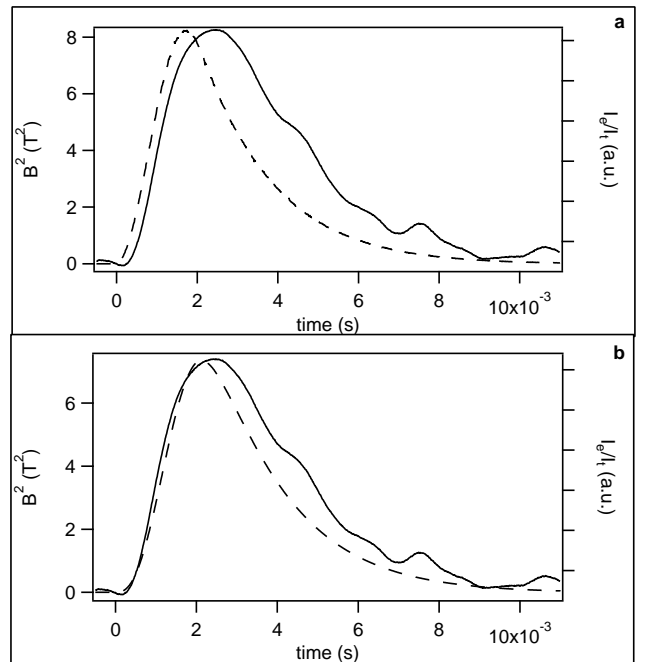 a
8
6
4
2
0
B² (T²)
Iₑ/Iₜ (a.u.)
0 2 4 6 8 10x10⁻³
time (s)
b
6
4
2
0
B² (T²)
Iₑ/Iₜ (a.u.)
0 2 4 6 8 10x10⁻³
time (s)